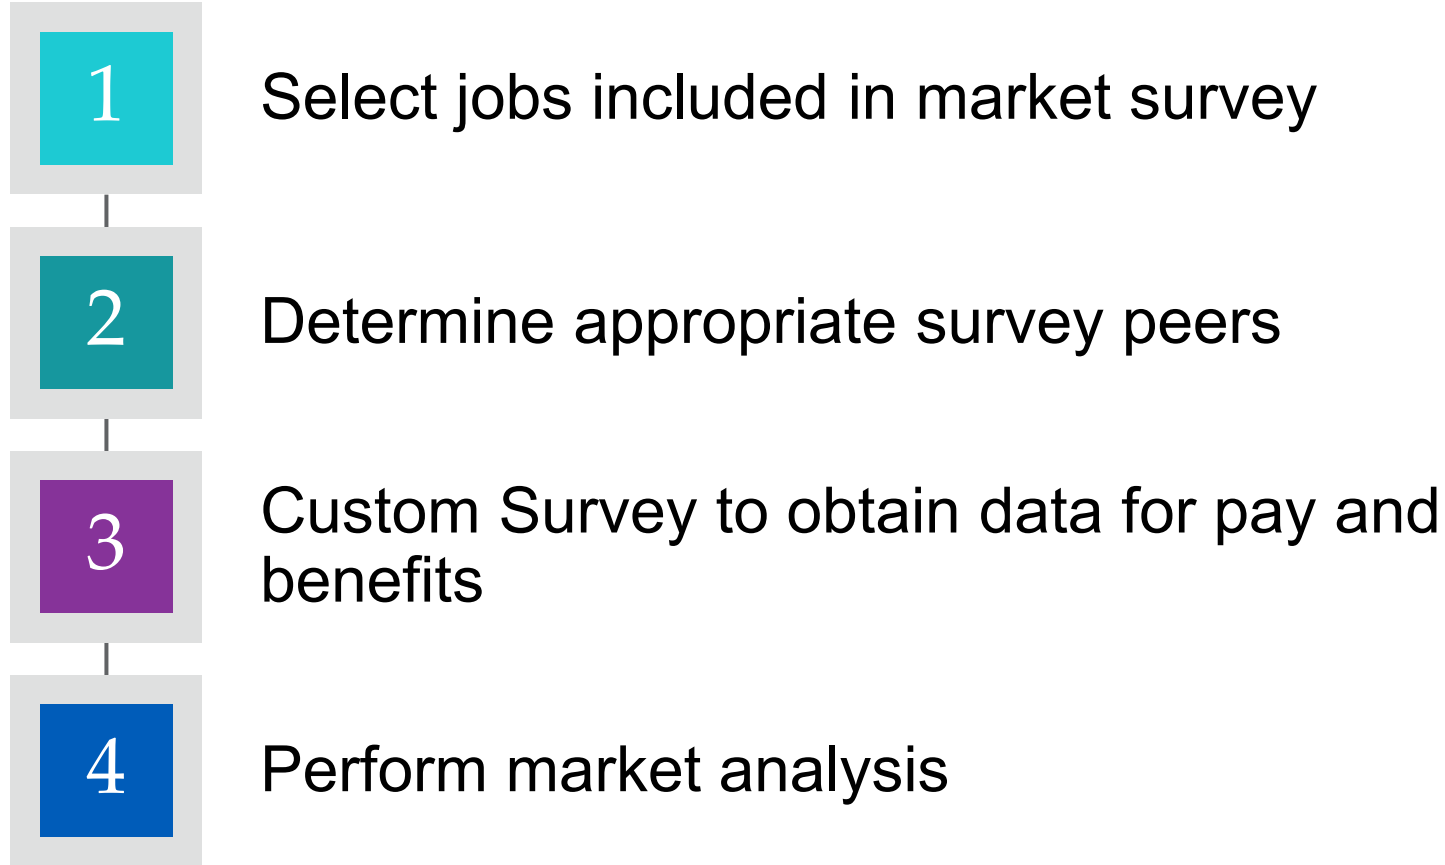 1
Select jobs included in market survey
2
Determine appropriate survey peers
3
Custom Survey to obtain data for pay and
benefits
4
Perform market analysis